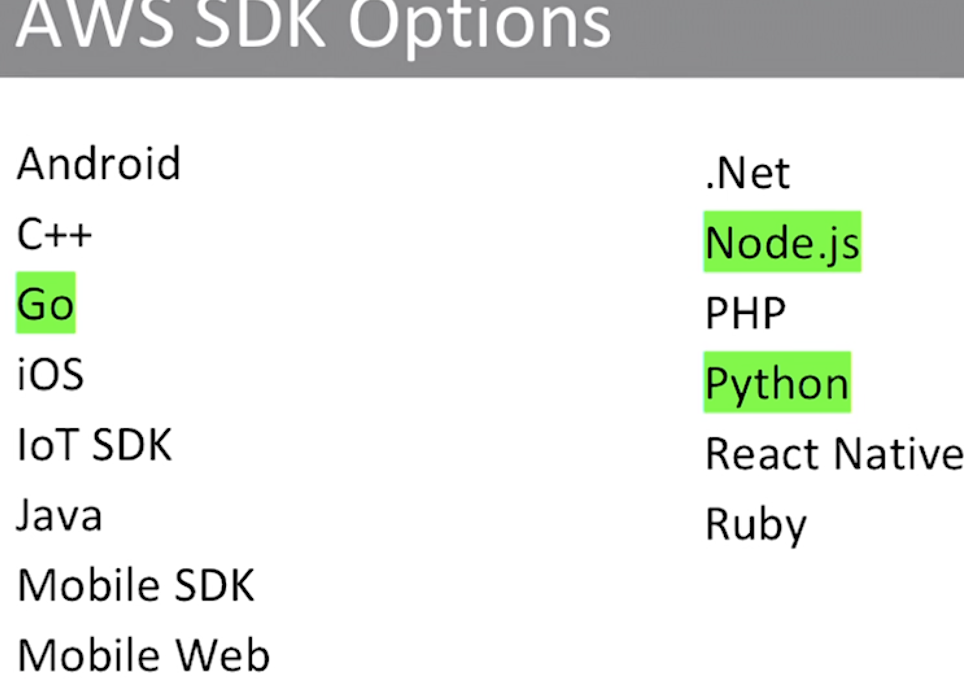 AWS SDK Options
Android
C++
Go
iOS
IoT SDK
Java
Mobile SDK
Mobile Web
.Net
Node.js
PHP
Python
React Native
Ruby